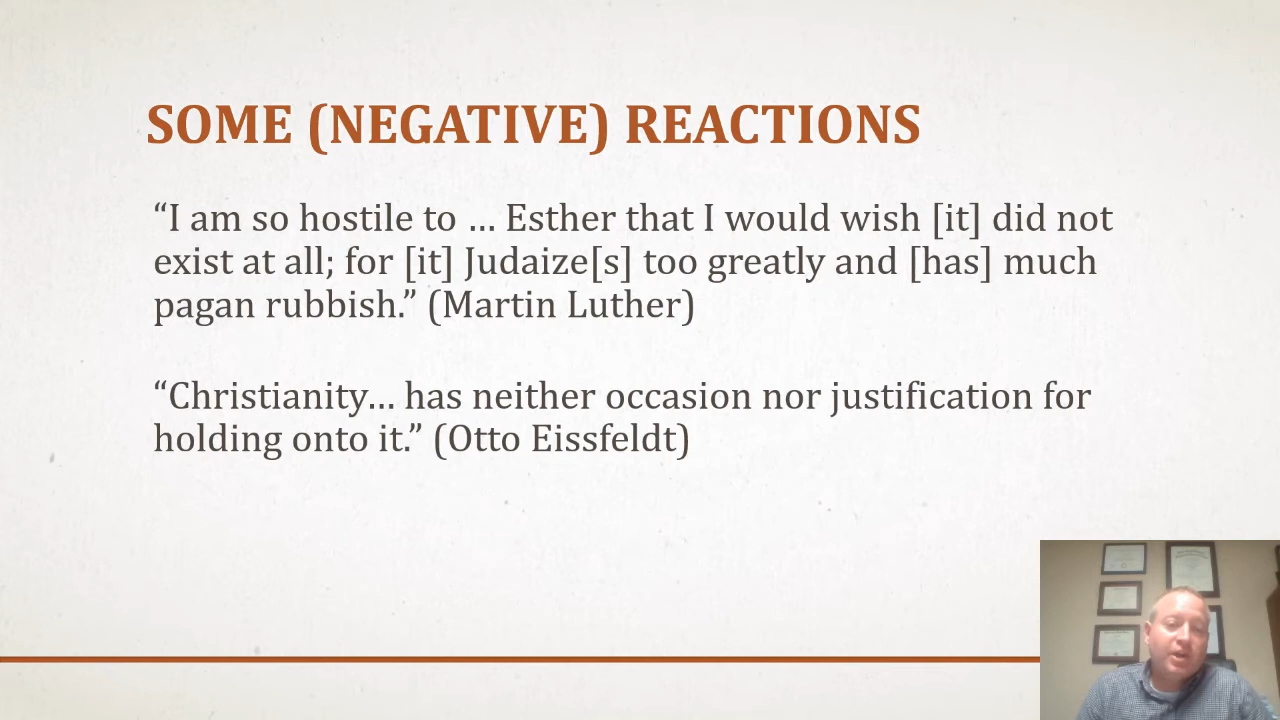 SOME (NEGATIVE) REACTIONS
“I am so hostile to … Esther that I would wish [it] did not
exist at all; for [it] Judaize[s] too greatly and [has] much
pagan rubbish.” (Martin Luther)
“Christianity… has neither occasion nor justification for
holding onto it.” (Otto Eissfeldt)